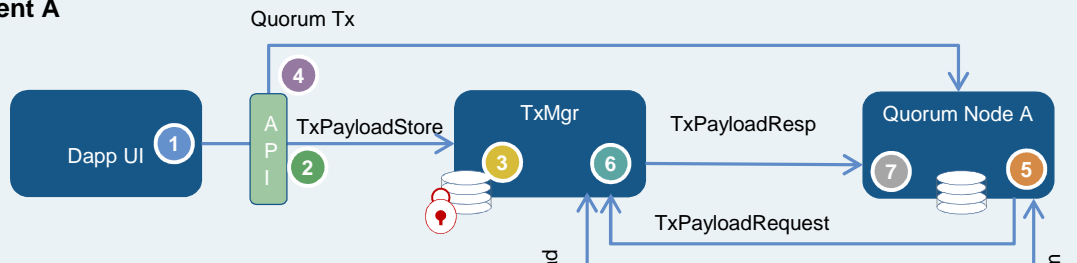 ent A
Quorum Tx
4
Dapp UI
1
A
P
I
TxPayloadStore
2
TxMgr
3
6
TxPayloadResp
Quorum Node A
7
5
TxPayloadRequest